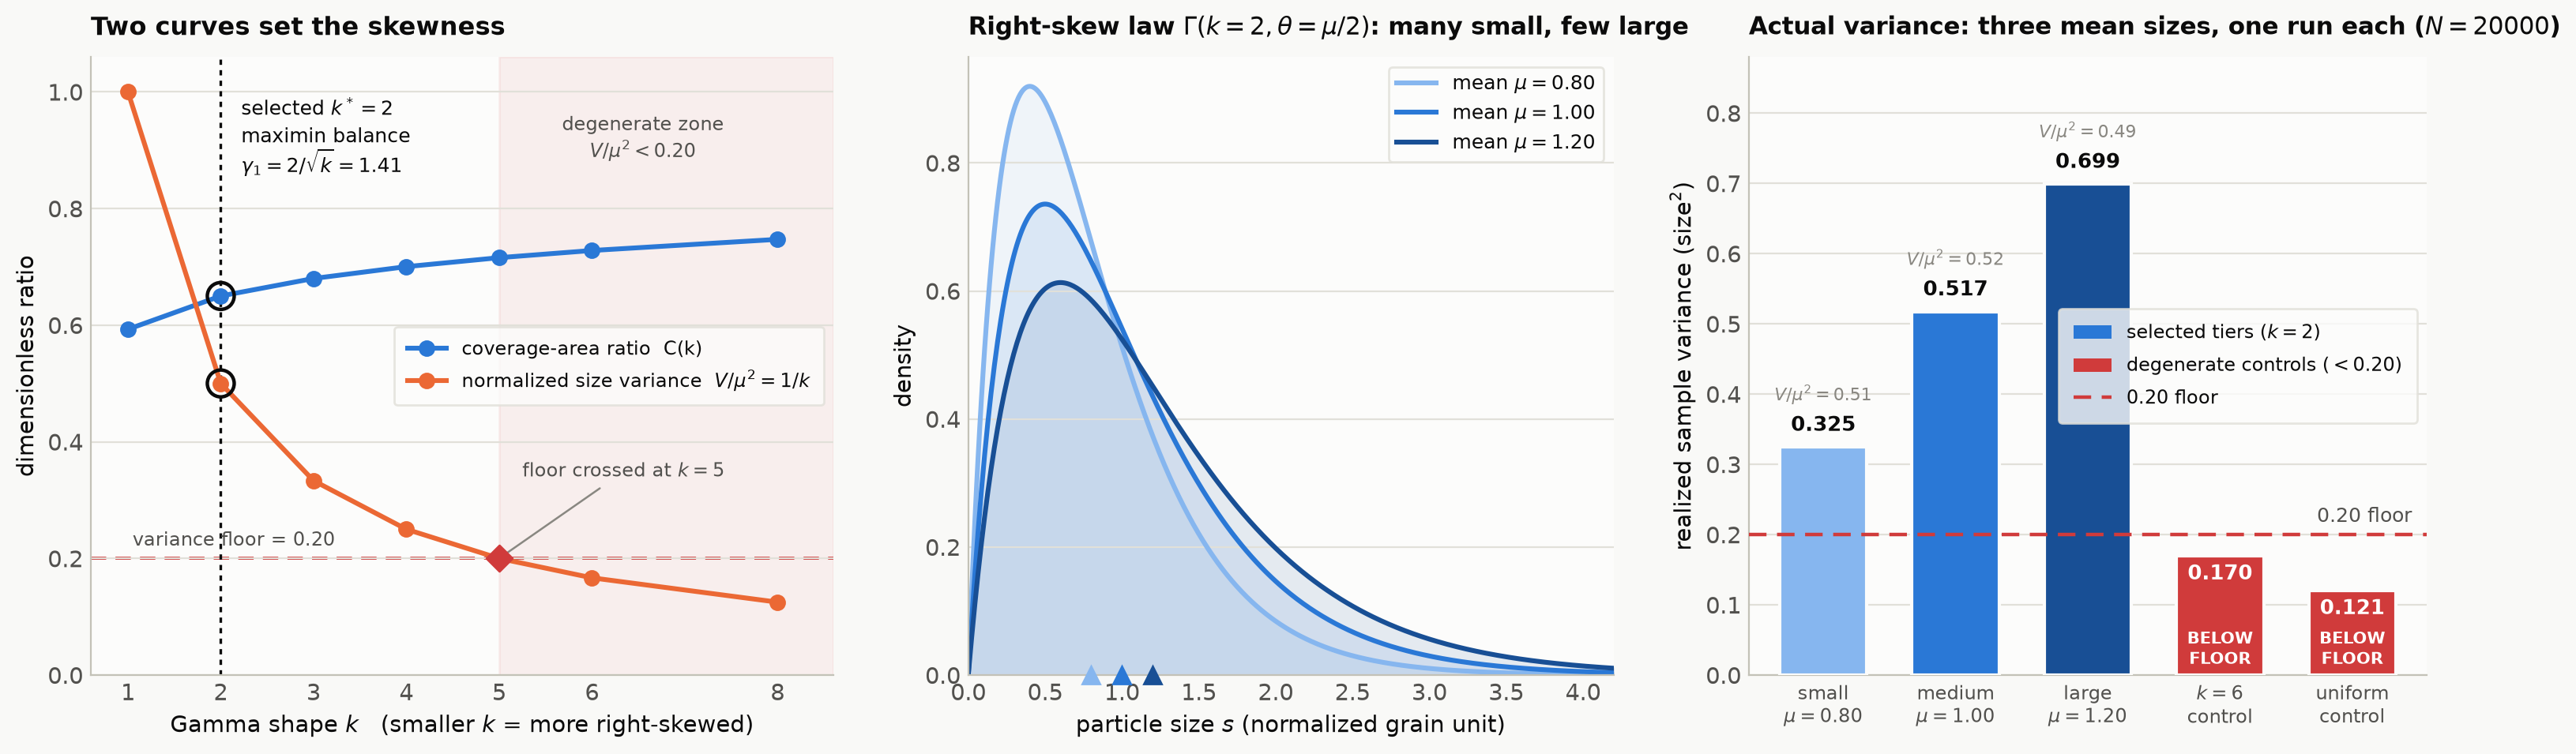 Two curves set the skewness
dimensionless ratio
1.0
0.8
0.6
0.4
0.2
0.0
selected k* = 2
maximin balance
γ₁ = 2/√k = 1.41
degenerate zone
V/μ² < 0.20
coverage-area ratio C(k)
normalized size variance V/μ² = 1/k
floor crossed at k = 5
variance floor = 0.20
1 2 3 4 5 6 8
Gamma shape k (smaller k = more right-skewed)
Right-skew law Γ(k = 2, θ = μ/2): many small, few large
density
0.8
0.6
0.4
0.2
0.0
mean μ = 0.80
mean μ = 1.00
mean μ = 1.20
0.0 0.5 1.0 1.5 2.0 2.5 3.0 3.5 4.0
particle size s (normalized grain unit)
Actual variance: three mean sizes, one run each (N = 20000)
realized sample variance (size²)
0.8
0.7
0.6
0.5
0.4
0.3
0.2
0.1
0.0
V/μ² = 0.51
0.325
V/μ² = 0.52
0.517
V/μ² = 0.49
0.699
selected tiers (k = 2)
degenerate controls ( < 0.20)
0.20 floor
0.20 floor
0.170
BELOW
FLOOR
0.121
BELOW
FLOOR
small
μ = 0.80
medium
μ = 1.00
large
μ = 1.20
k = 6
control
uniform
control